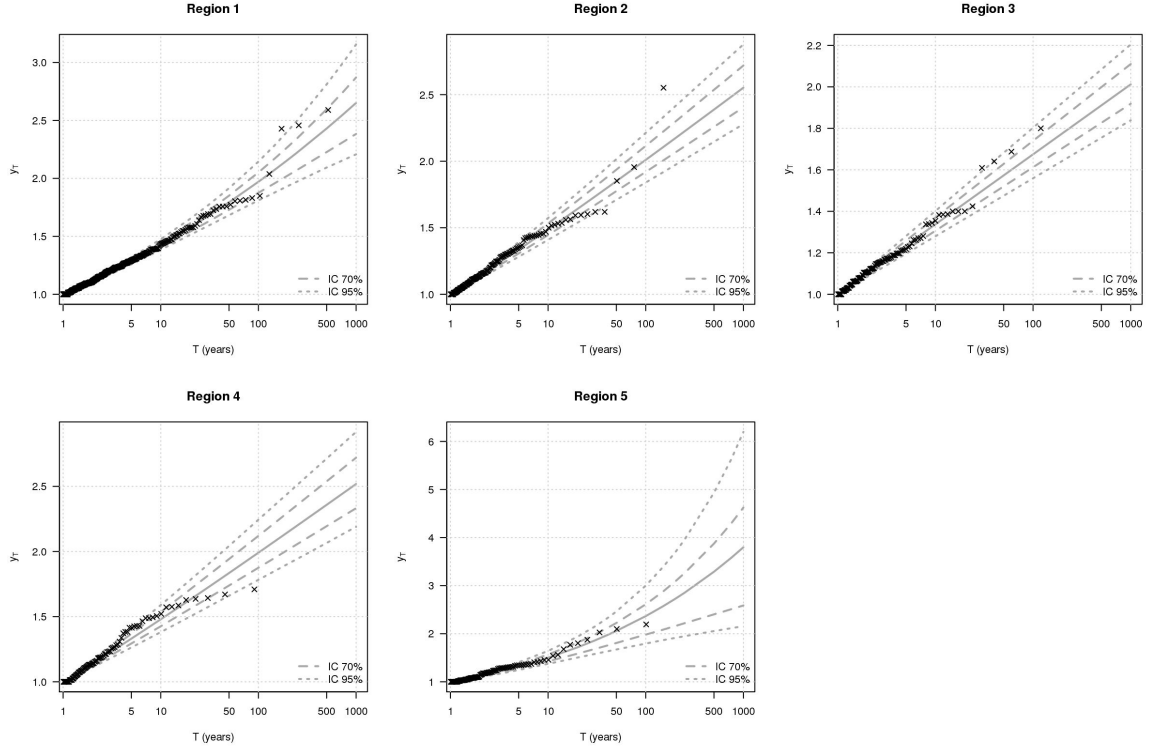 Region 1
Region 2
Region 3
3.0
2.5
2.0
1.5
1.0
yT
IC 70%
IC 95%
1 5 10 50 100 500 1000
T (years)
2.5
2.0
1.5
1.0
yT
IC 70%
IC 95%
1 5 10 50 100 500 1000
T (years)
2.2
2.0
1.8
1.6
1.4
1.2
1.0
yT
IC 70%
IC 95%
1 5 10 50 100 500 1000
T (years)
Region 4
Region 5
2.5
2.0
1.5
1.0
yT
IC 70%
IC 95%
1 5 10 50 100 500 1000
T (years)
6
5
4
3
2
1
yT
IC 70%
IC 95%
1 5 10 50 100 500 1000
T (years)